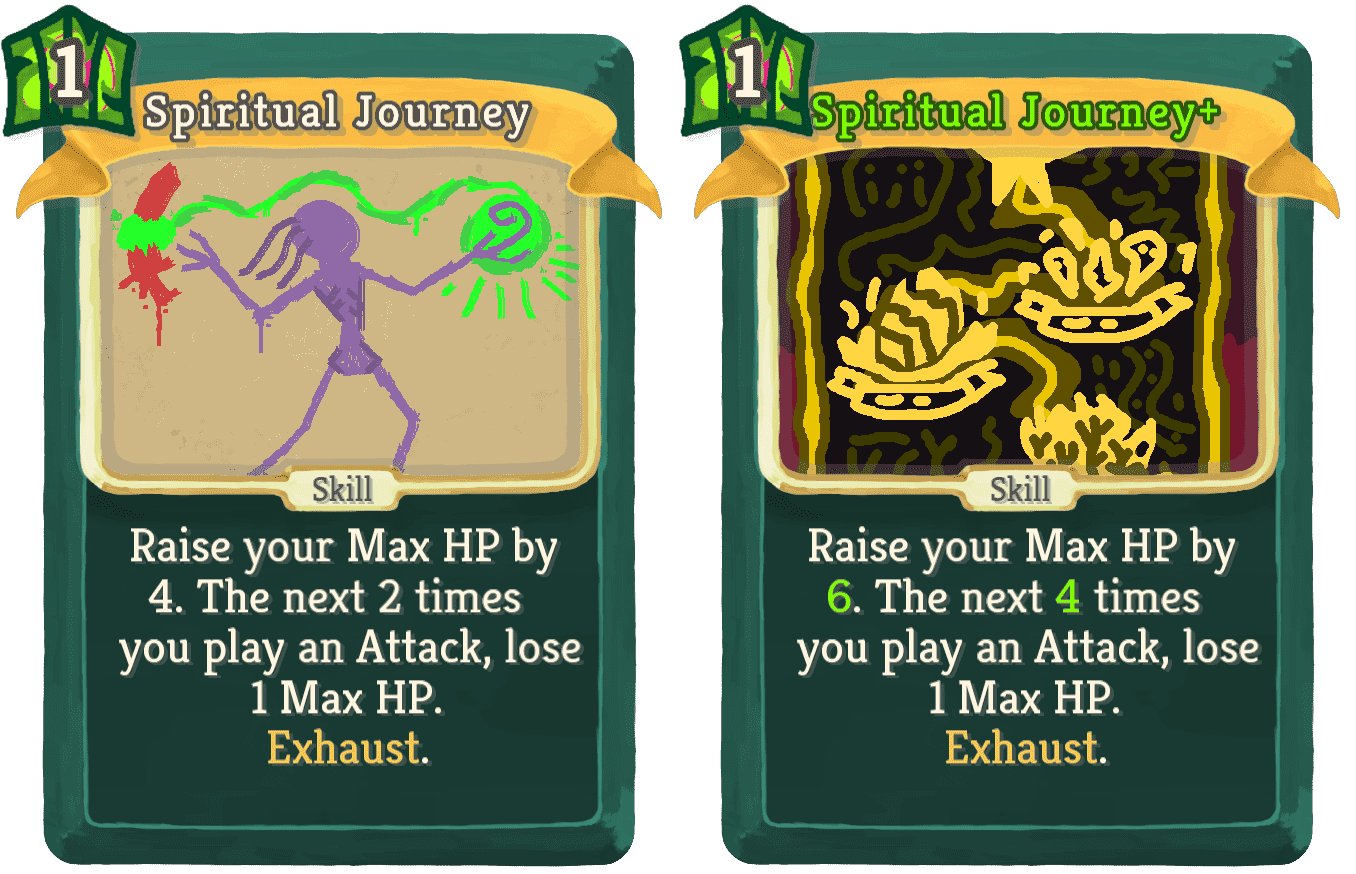 1
Spiritual Journey
Skill
Raise your Max HP by
4. The next 2 times
you play an Attack, lose
1 Max HP.
Exhaust.
1
Spiritual Journey+
Skill
Raise your Max HP by
6. The next 4 times
you play an Attack, lose
1 Max HP.
Exhaust.